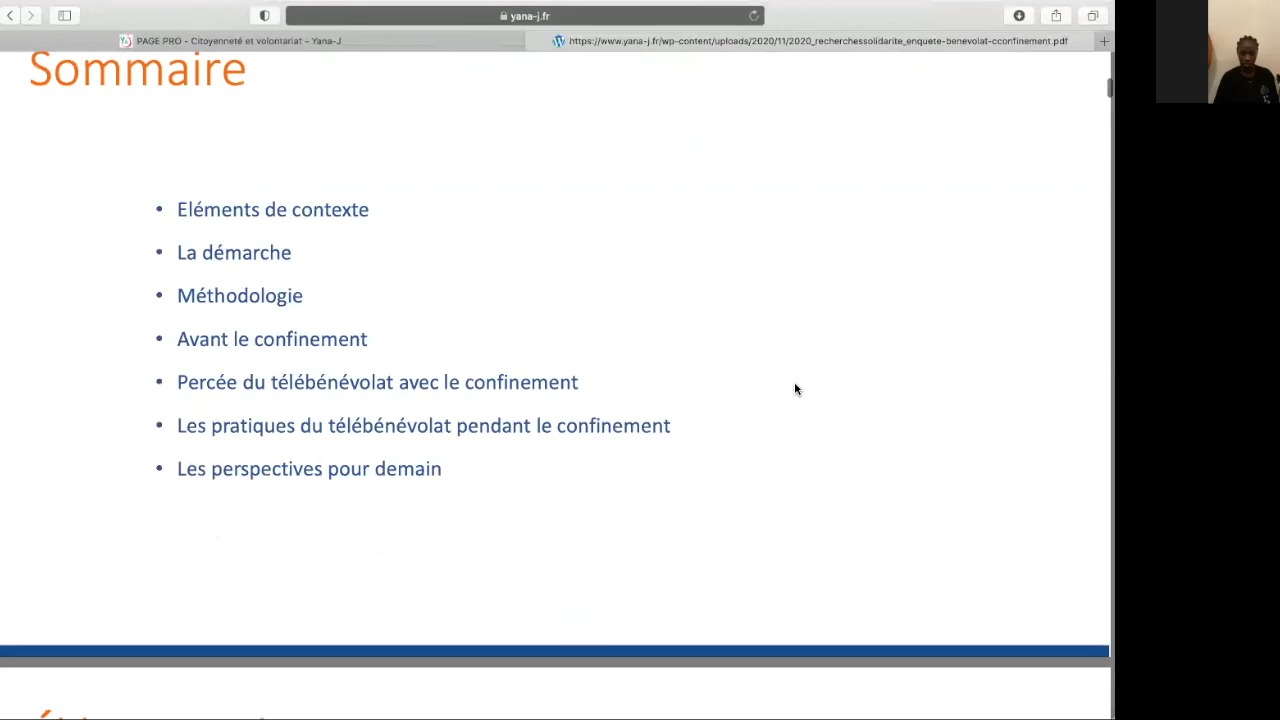 yana-j.fr
PAGE PRO - Citoyenneté et volontariat - Yana-J
https://www.yana-j.fr/wp-content/uploads/2020/11/2020_recherchessolidarite_enquete-benevolat-cconfinement.pdf
Sommaire
• Eléments de contexte
• La démarche
• Méthodologie
• Avant le confinement
• Percée du télébénévolat avec le confinement
• Les pratiques du télébénévolat pendant le confinement
• Les perspectives pour demain